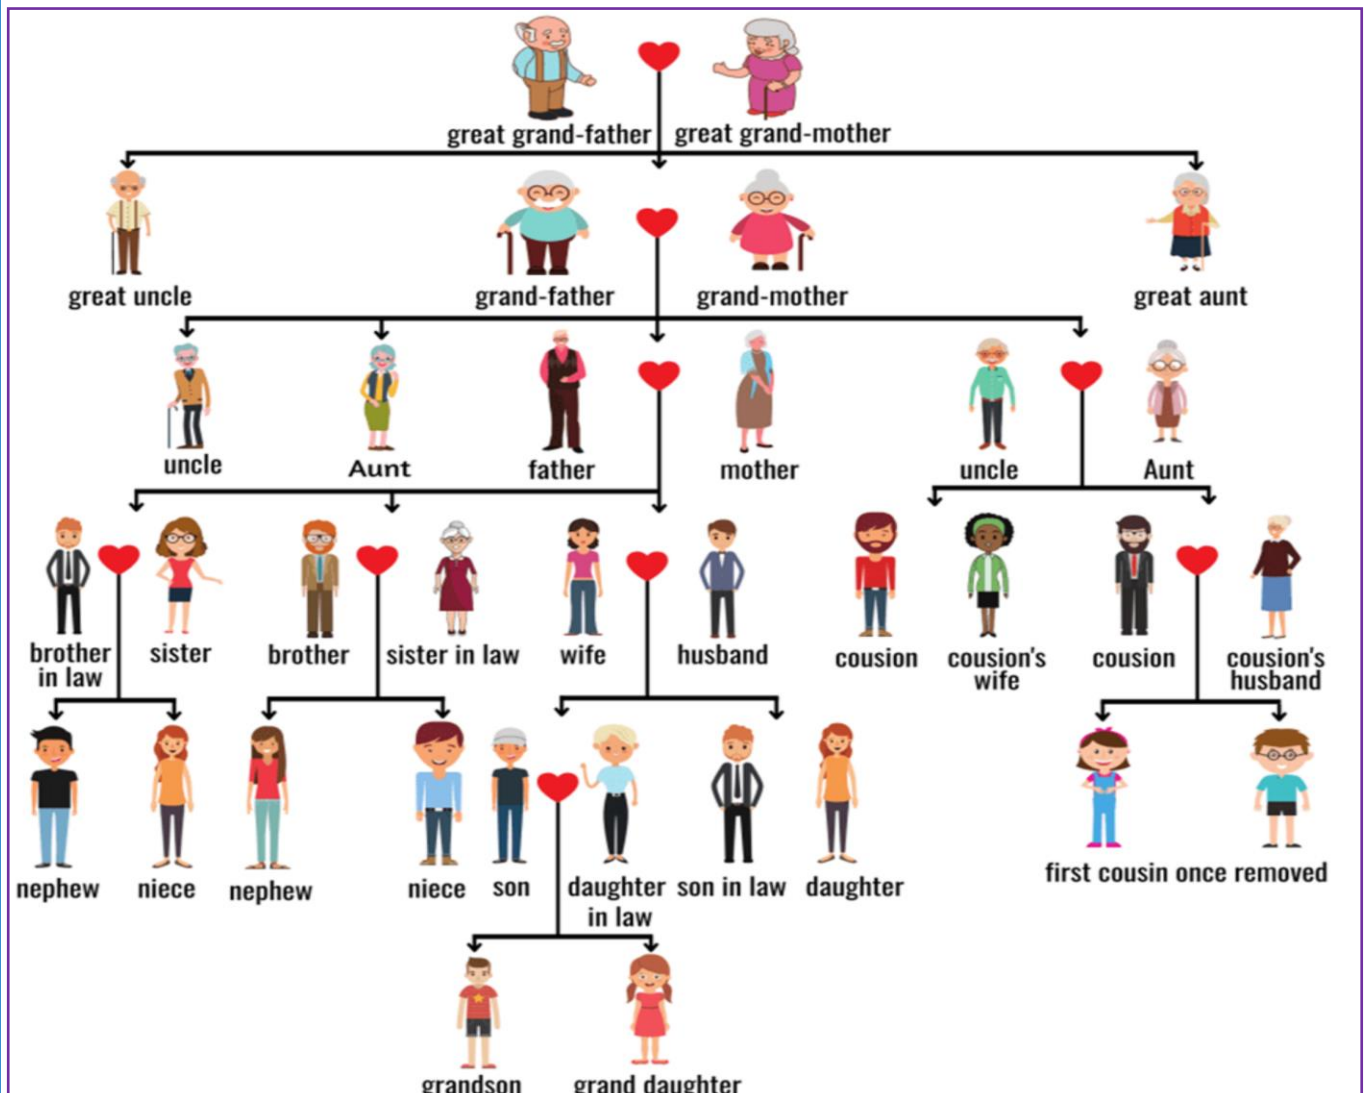 great grand-father great grand-mother
great uncle grand-father grand-mother great aunt
uncle Aunt father mother uncle Aunt
brother in law sister brother sister in law wife husband cousion cousion's wife cousion cousion's husband
nephew niece nephew niece son daughter in law son in law daughter first cousin once removed
grandson grand daughter